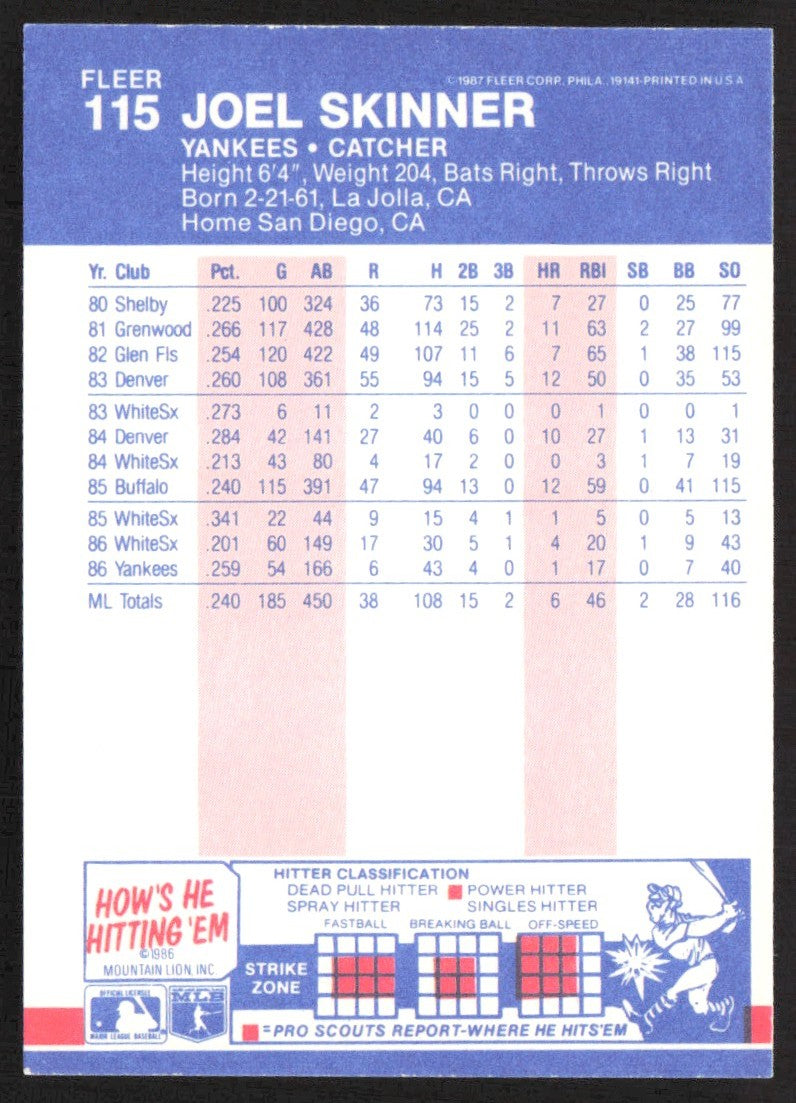 FLEER
© 1987 FLEER CORP. PHILA. 19141-PRINTED IN U S A
115 JOEL SKINNER
YANKEES • CATCHER
Height 6'4", Weight 204, Bats Right, Throws Right
Born 2-21-61, La Jolla, CA
Home San Diego, CA
Yr. Club Pct. G AB R H 2B 3B HR RBI SB BB SO
80 Shelby .225 100 324 36 73 15 2 7 27 0 25 77
81 Grenwood .266 117 428 48 114 25 2 11 63 2 27 99
82 Glen Fls .254 120 422 49 107 11 6 7 65 1 38 115
83 Denver .260 108 361 55 94 15 5 12 50 0 35 53
83 WhiteSx .273 6 11 2 3 0 0 0 1 0 0 1
84 Denver .284 42 141 27 40 6 0 10 27 1 13 31
84 WhiteSx .213 43 80 4 17 2 0 0 3 1 7 19
85 Buffalo .240 115 391 47 94 13 0 12 59 0 41 115
85 WhiteSx .341 22 44 9 15 4 1 1 5 0 5 13
86 WhiteSx .201 60 149 17 30 5 1 4 20 1 9 43
86 Yankees .259 54 166 6 43 4 0 1 17 0 7 40
ML Totals .240 185 450 38 108 15 2 6 46 2 28 116
HOW'S HE
HITTING 'EM
© 1986
MOUNTAIN LION, INC.
HITTER CLASSIFICATION
DEAD PULL HITTER POWER HITTER
SPRAY HITTER SINGLES HITTER
FASTBALL BREAKING BALL OFF-SPEED
STRIKE
ZONE
=PRO SCOUTS REPORT-WHERE HE HITS 'EM
OFFICIAL LICENSEE
MAJOR LEAGUE BASEBALL
MLB